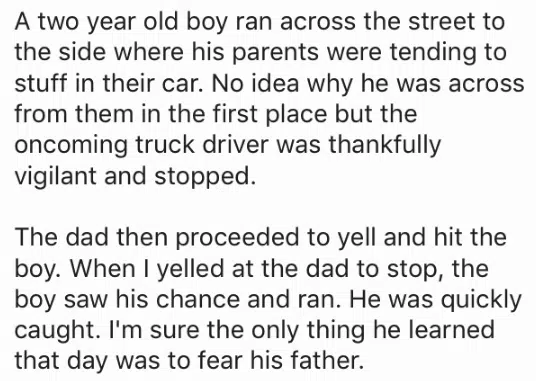 A two year old boy ran across the street to
the side where his parents were tending to
stuff in their car. No idea why he was across
from them in the first place but the
oncoming truck driver was thankfully
vigilant and stopped.
The dad then proceeded to yell and hit the
boy. When I yelled at the dad to stop, the
boy saw his chance and ran. He was quickly
caught. I'm sure the only thing he learned
that day was to fear his father.